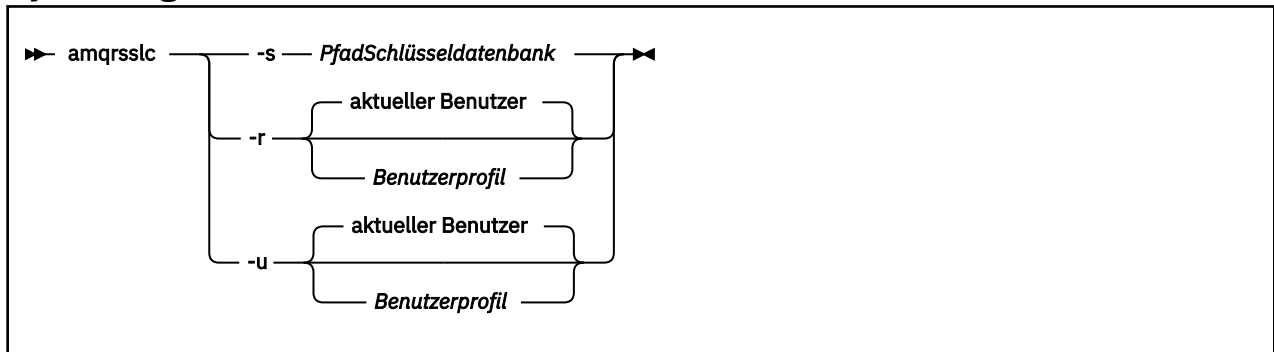 amqrsslc -s PfadSchlüsseldatenbank
aktueller Benutzer
-r
Benutzerprofil
aktueller Benutzer
-u
Benutzerprofil